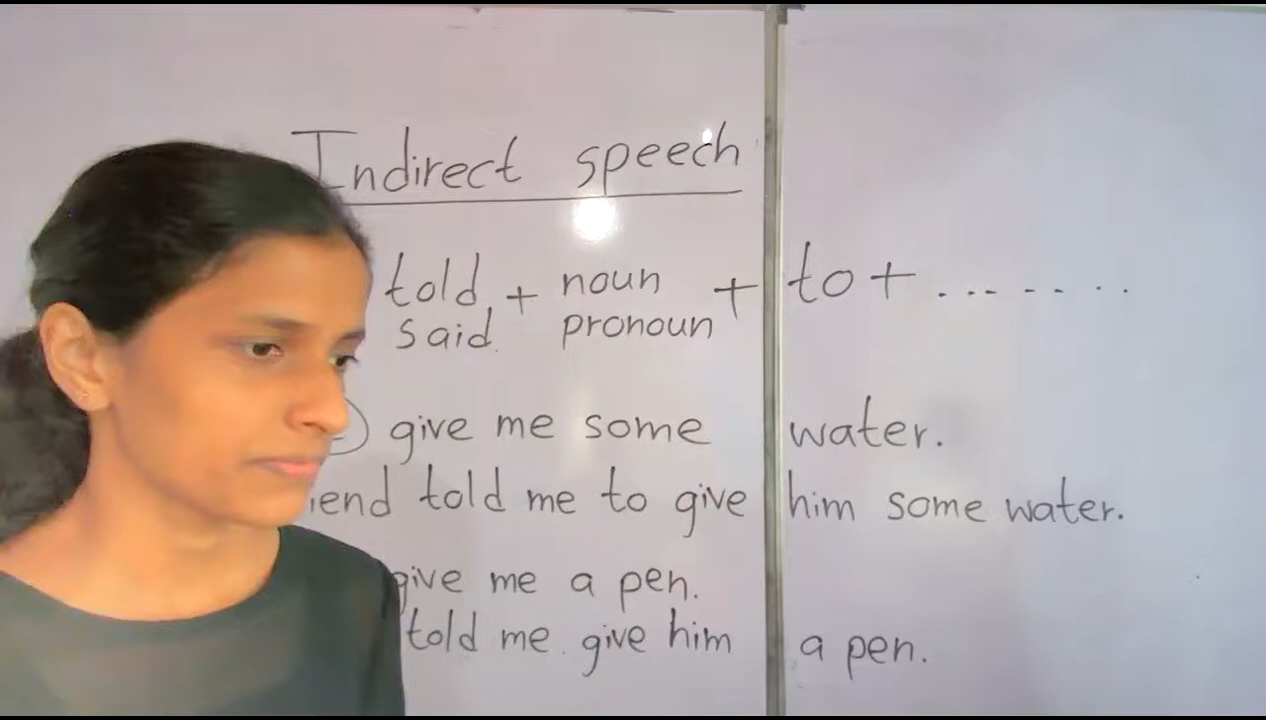 Indirect speech
told + noun + to + .......
said pronoun
give me some water.
told me to give him some water.
give me a pen.
told me give him a pen.